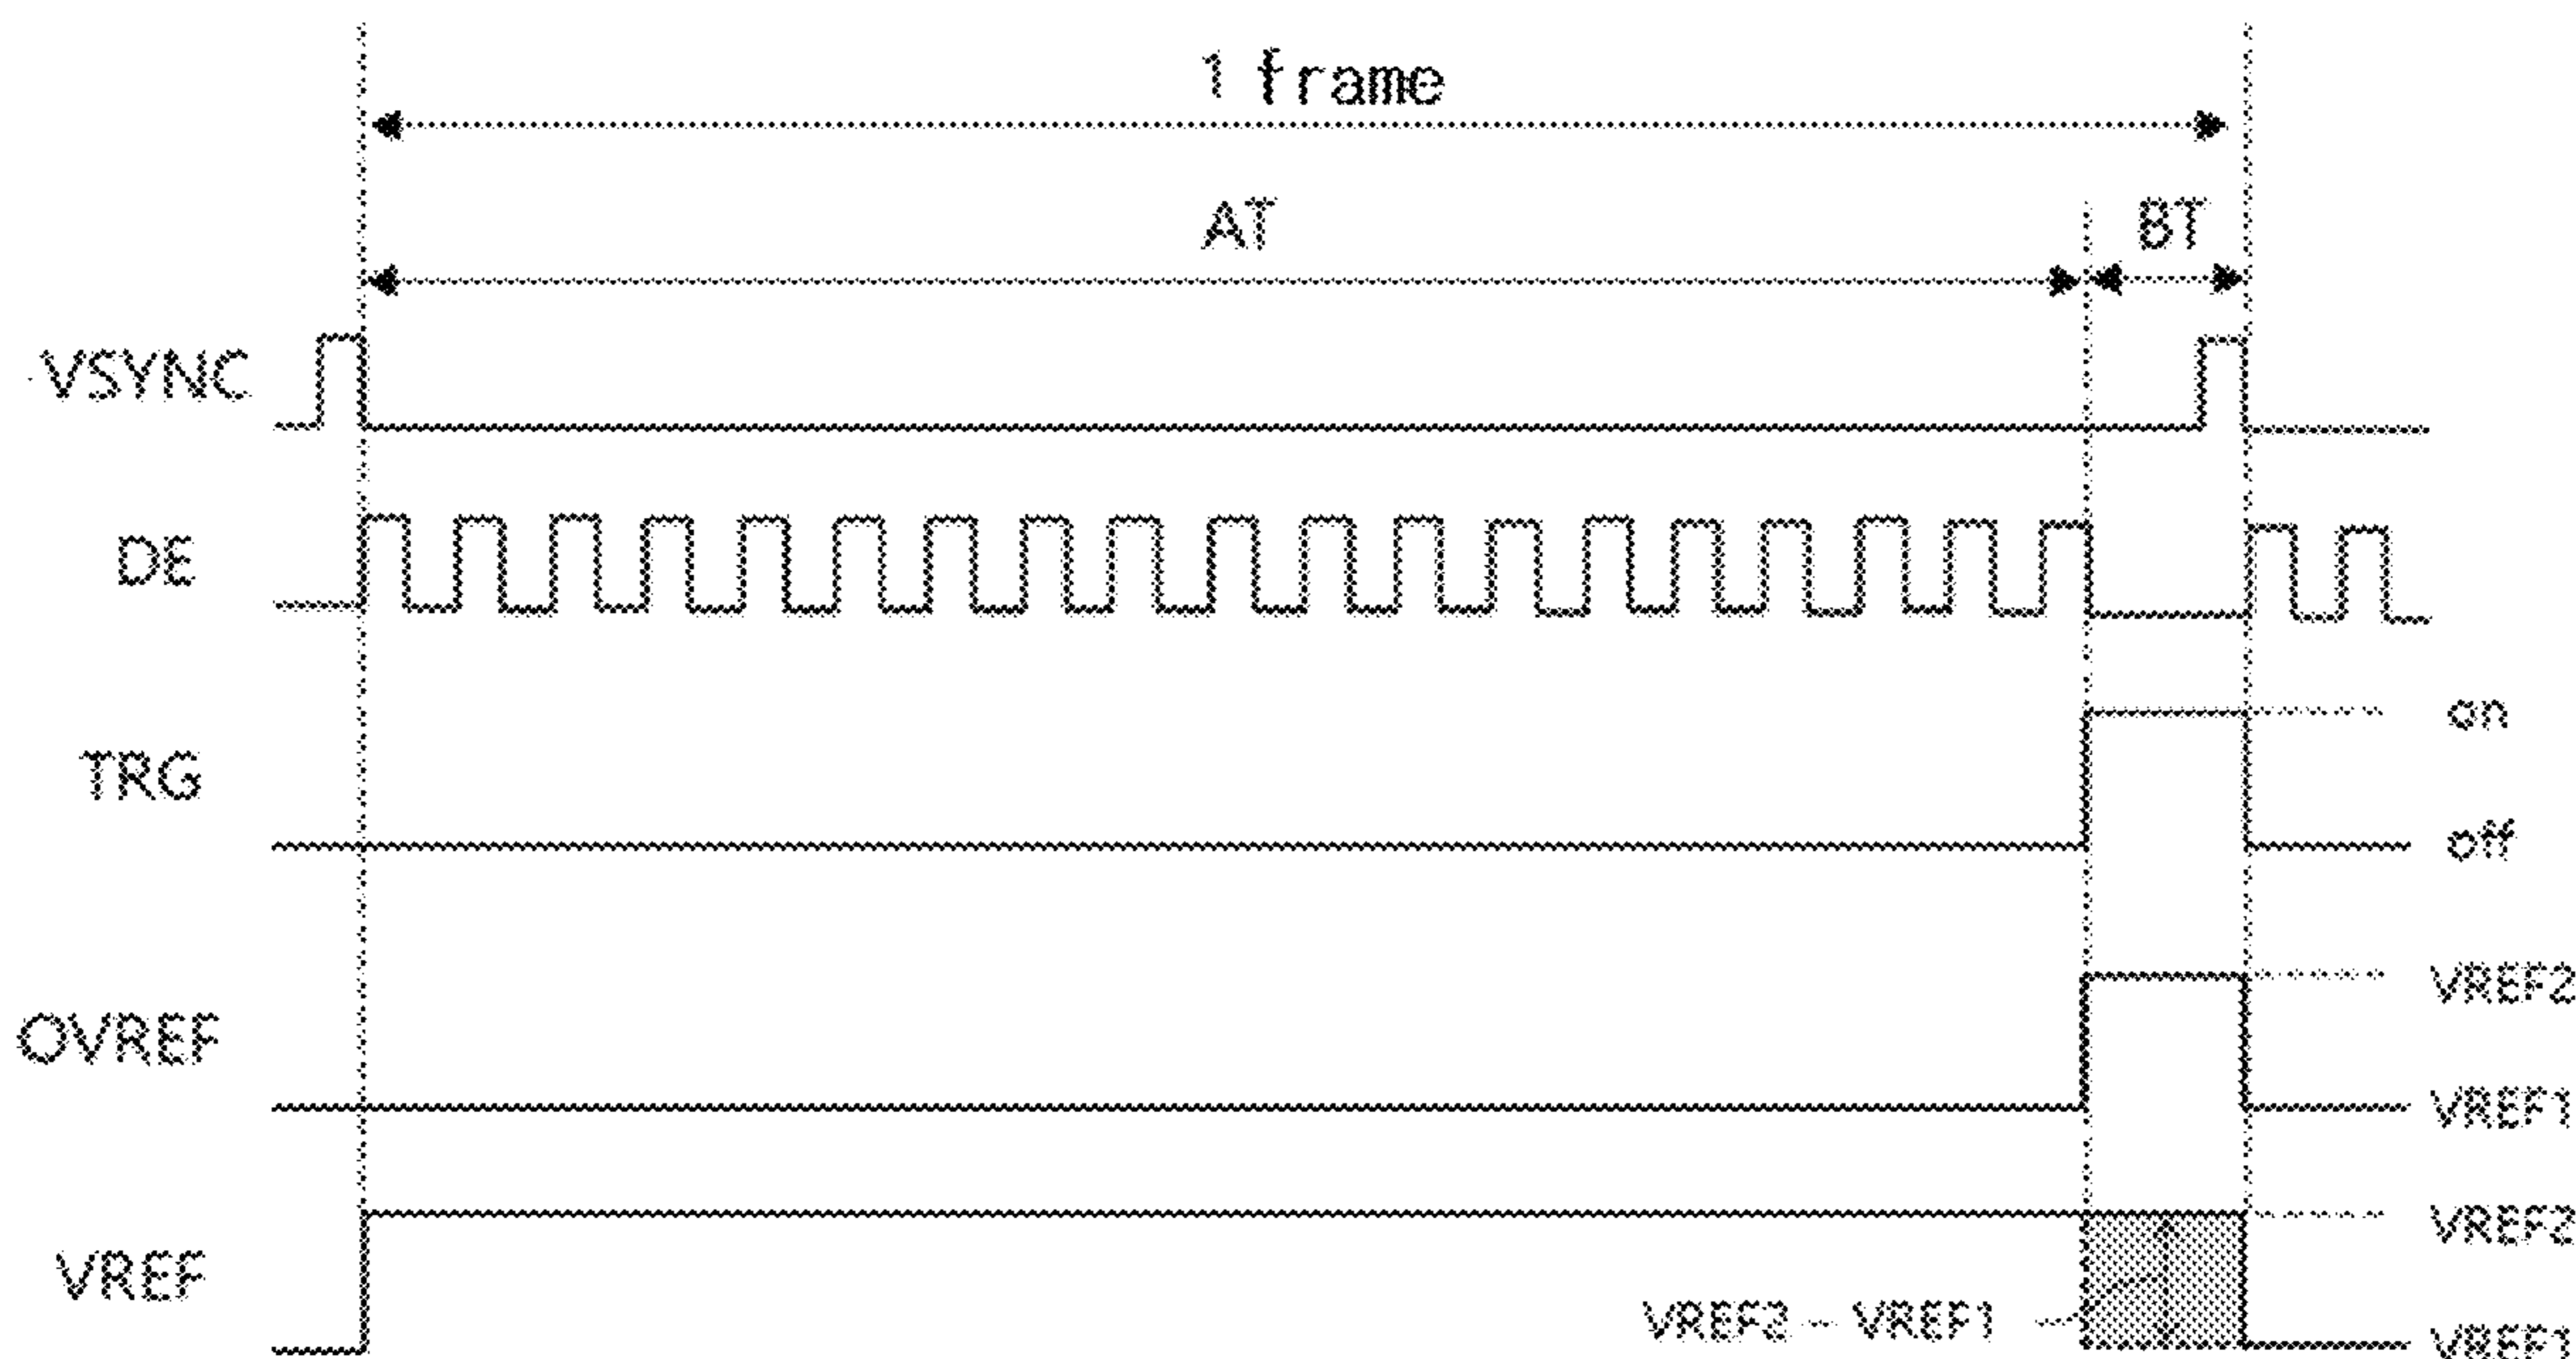 1 frame
AT
BT
VSYNC
DE
TRG
on
off
OVREF
VREF2
VREF1
VREF
VREF2
VREF2 - VREF1
VREF1